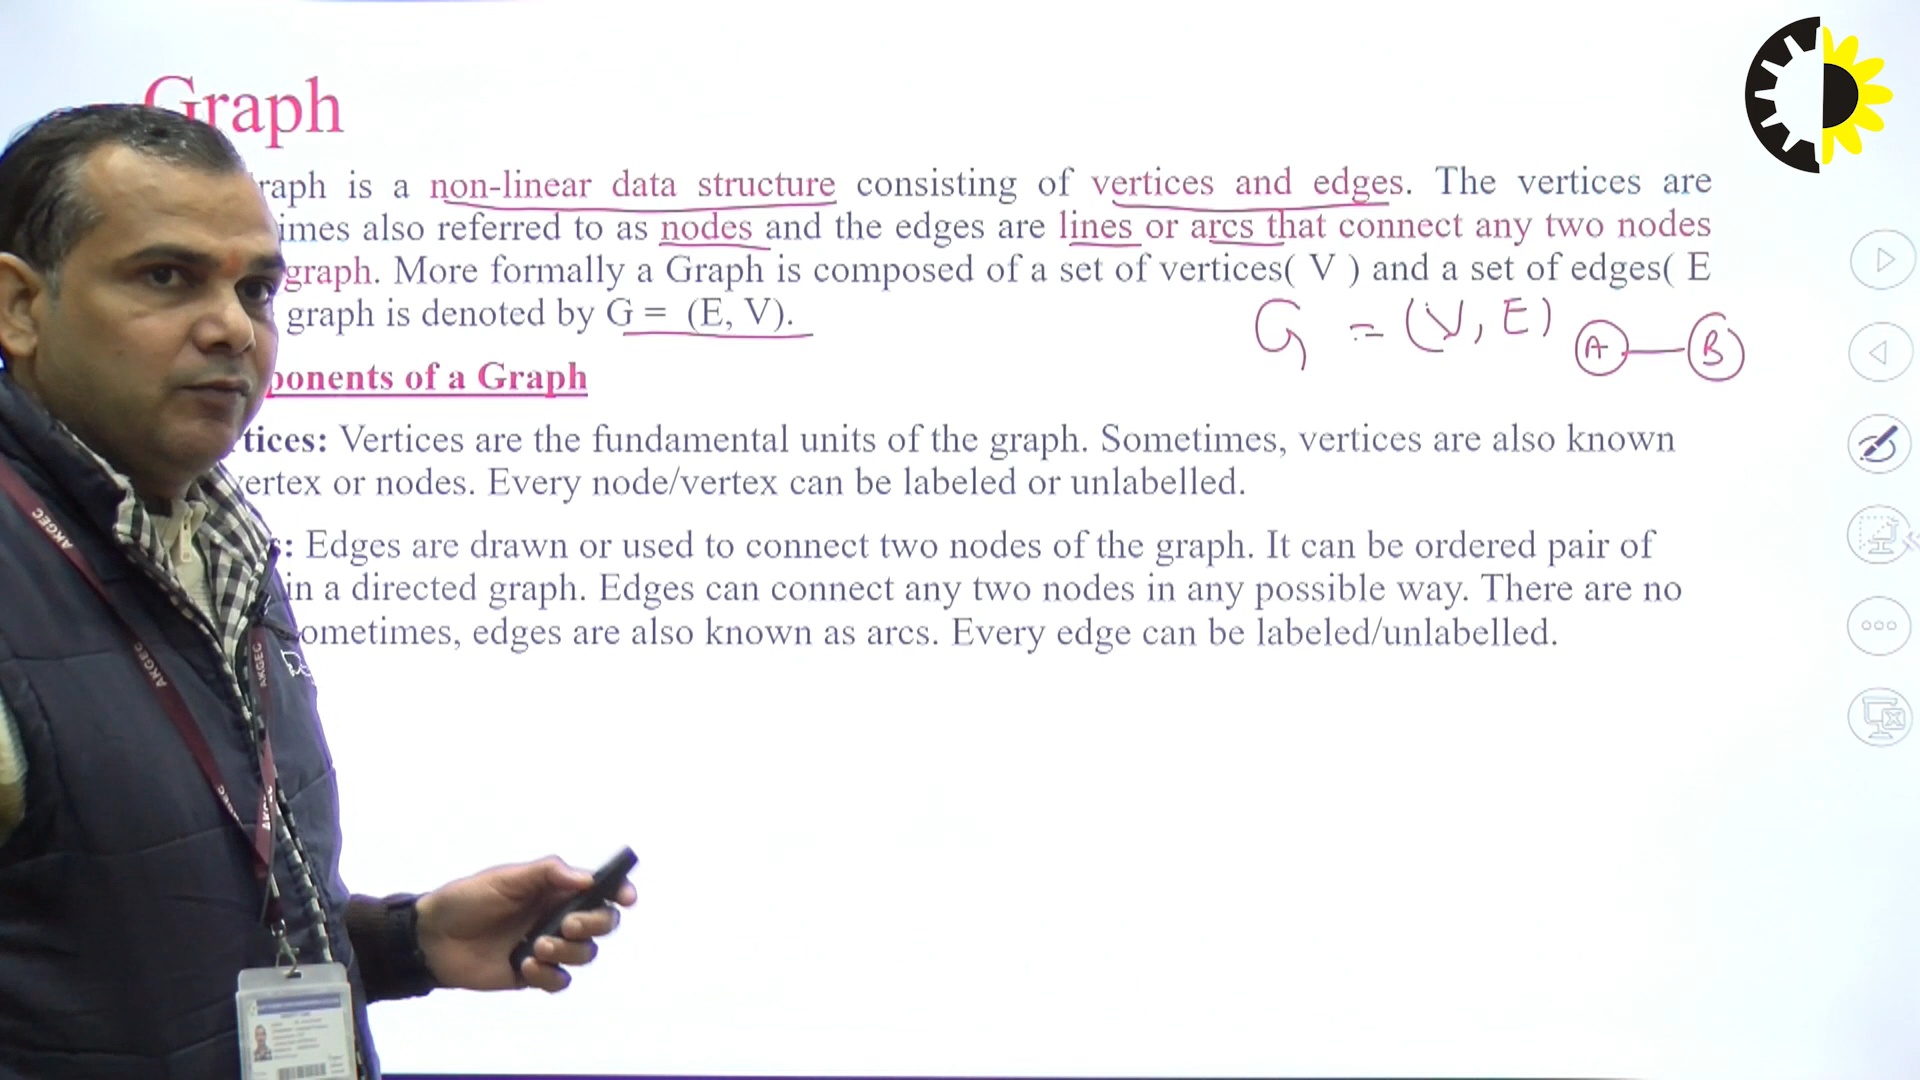 Graph
raph is a non-linear data structure consisting of vertices and edges. The vertices are
imes also referred to as nodes and the edges are lines or arcs that connect any two nodes
graph. More formally a Graph is composed of a set of vertices( V ) and a set of edges( E
graph is denoted by G = (E, V).
G = (V, E) A B
ponents of a Graph
tices: Vertices are the fundamental units of the graph. Sometimes, vertices are also known
vertex or nodes. Every node/vertex can be labeled or unlabelled.
s: Edges are drawn or used to connect two nodes of the graph. It can be ordered pair of
in a directed graph. Edges can connect any two nodes in any possible way. There are no
ometimes, edges are also known as arcs. Every edge can be labeled/unlabelled.
AKGEC
AKGEC
AKGEC
AKGEC
AKGEC